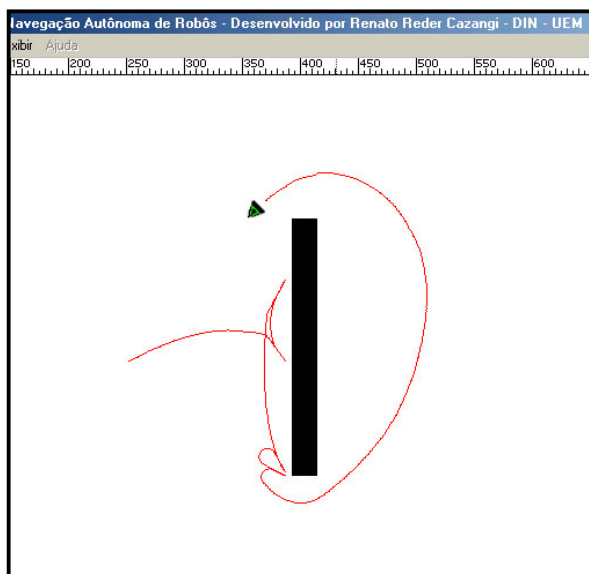 Navegação Autônoma de Robôs - Desenvolvido por Renato Reder Cazangi - DIN - UEM
xibir Ajuda
150 200 250 300 350 400 450 500 550 600